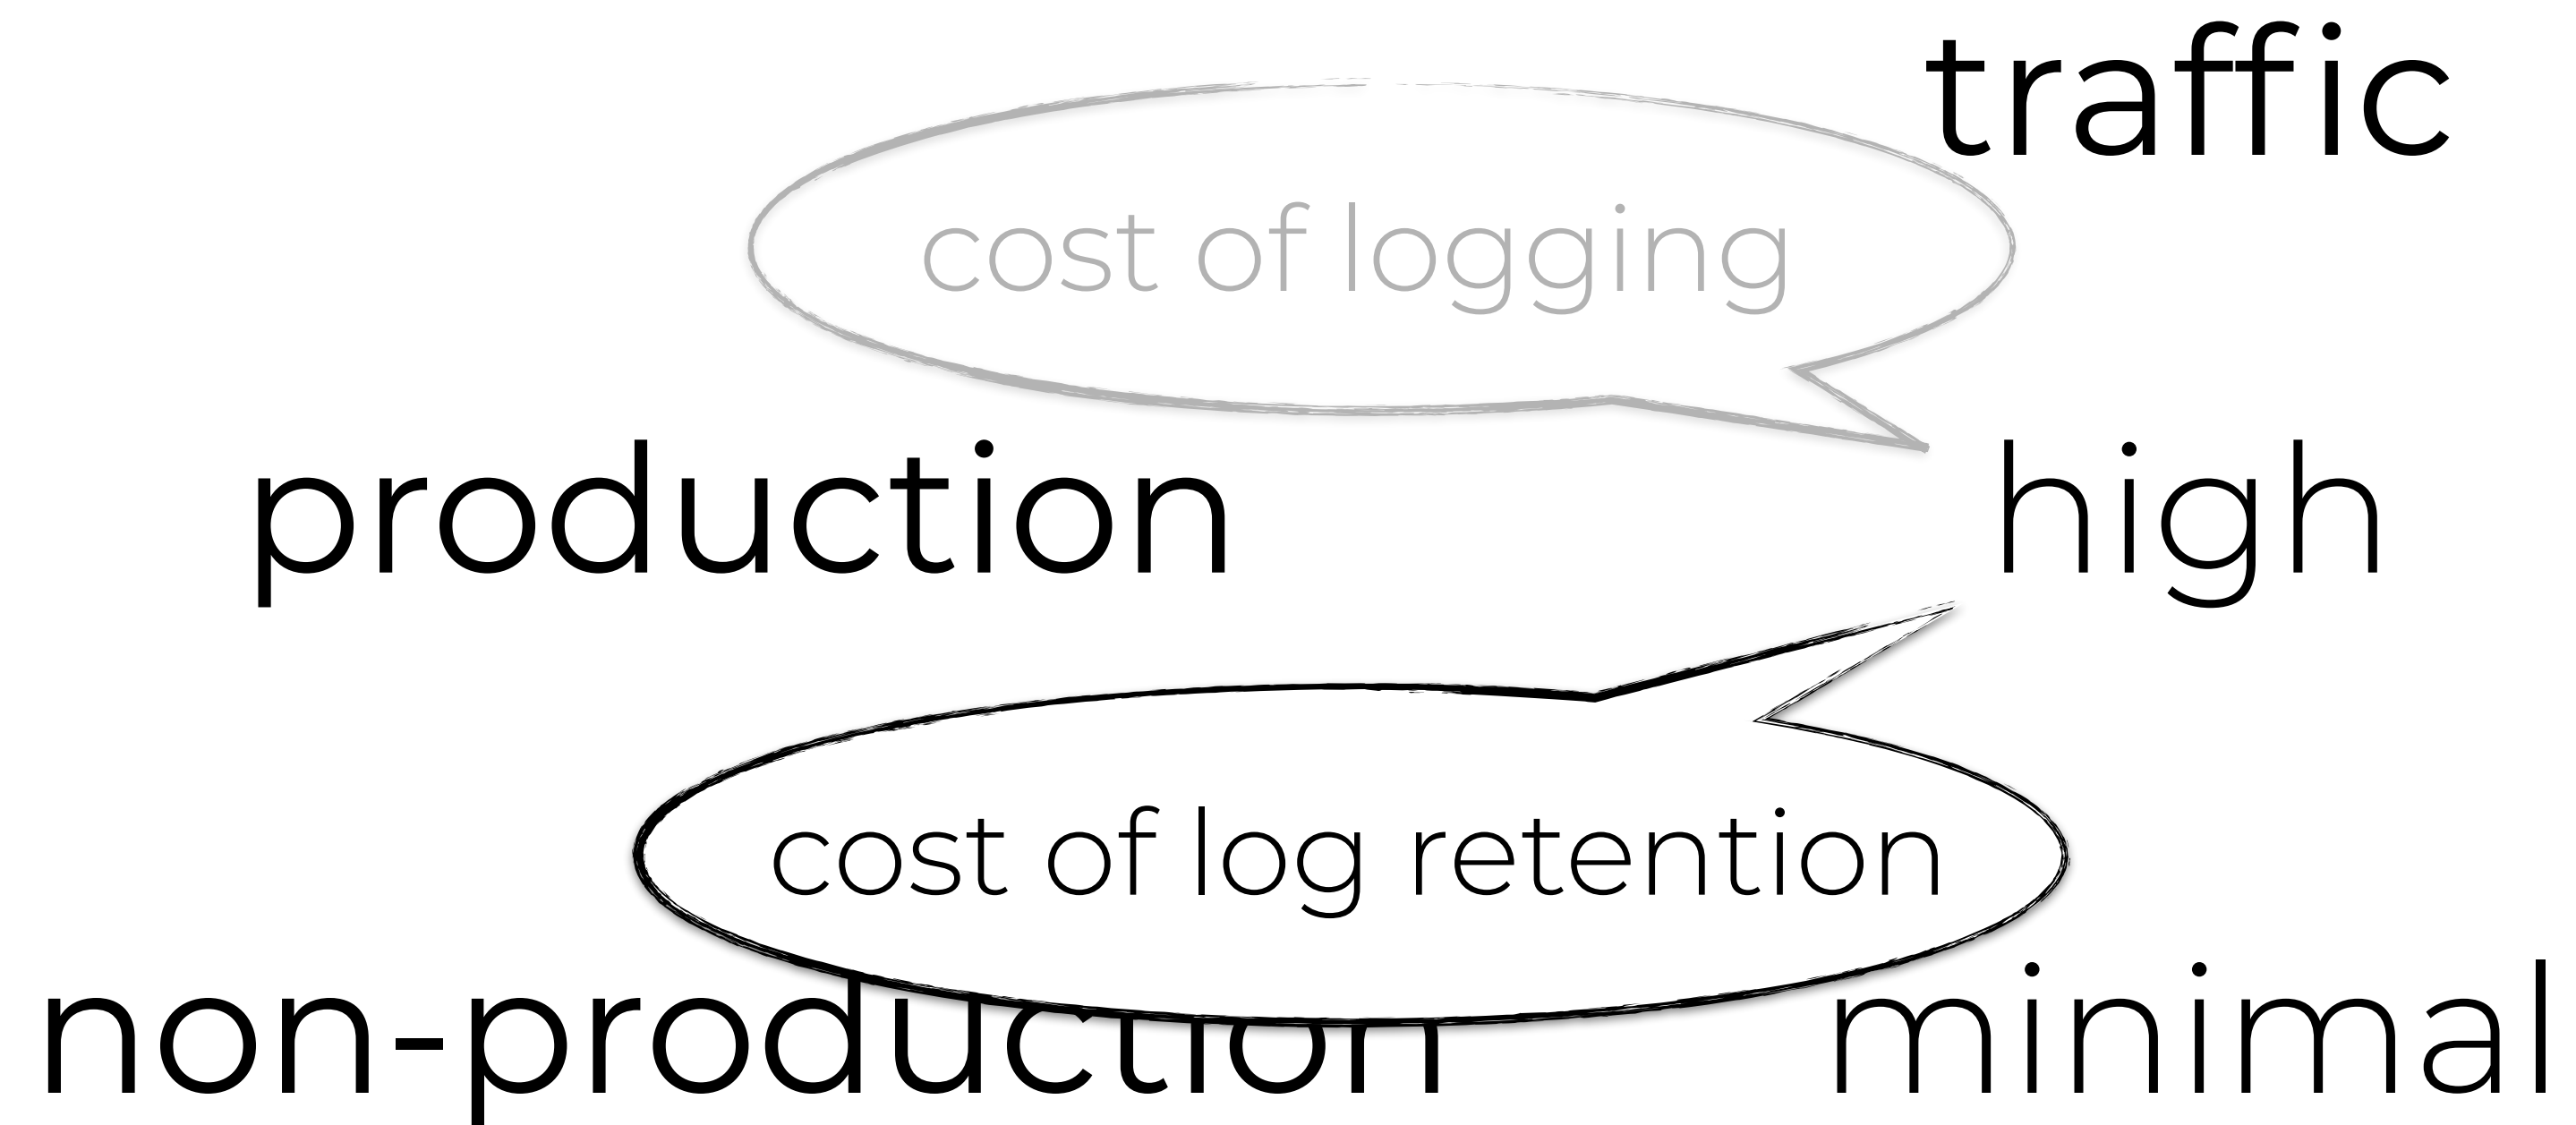 traffic
cost of logging
production high
cost of log retention
non-production minimal